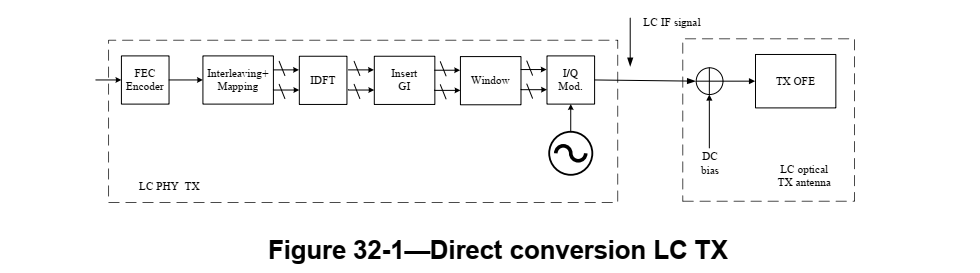 LC IF signal
FEC
Encoder
Interleaving+
Mapping
IDFT
Insert
GI
Window
I/Q
Mod.
TX OFE
DC
bias
LC optical
TX antenna
LC PHY TX
Figure 32-1—Direct conversion LC TX